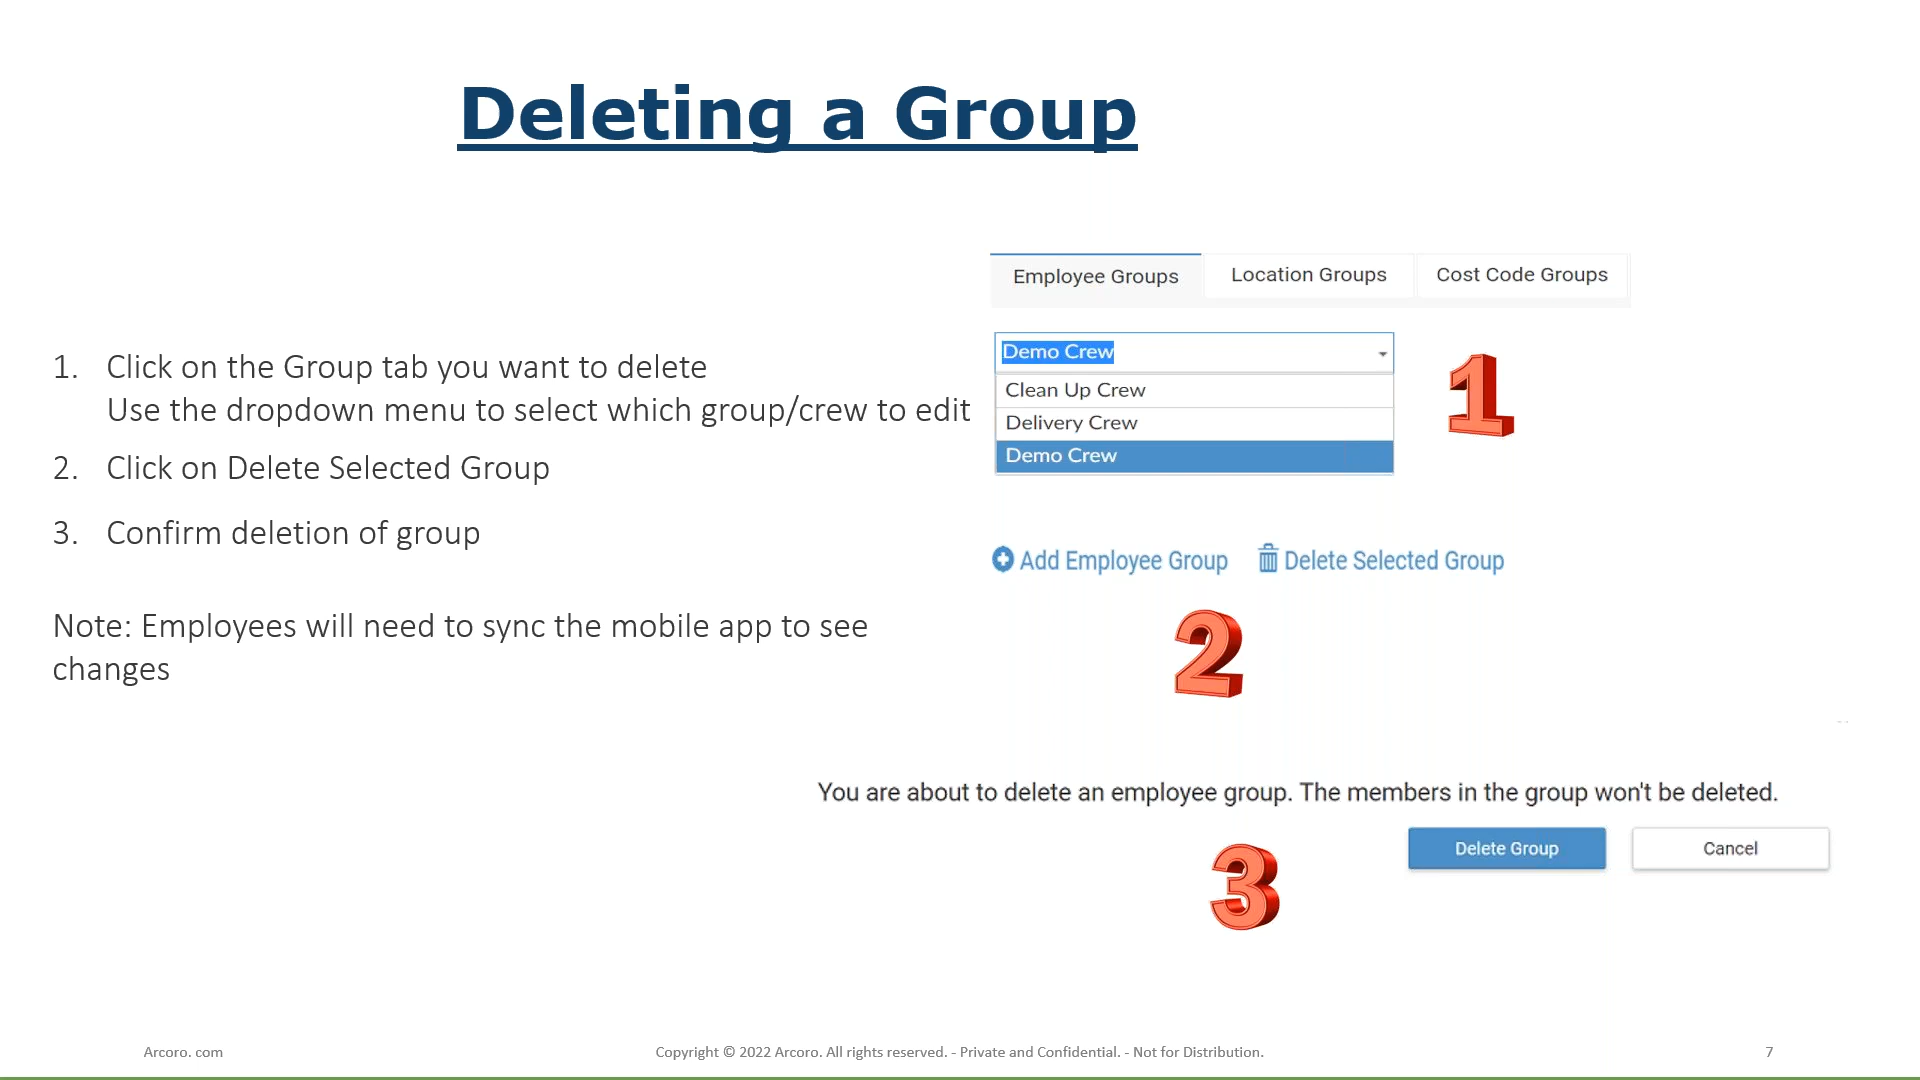 Deleting a Group
1. Click on the Group tab you want to delete
Use the dropdown menu to select which group/crew to edit
2. Click on Delete Selected Group
3. Confirm deletion of group
Note: Employees will need to sync the mobile app to see
changes
Employee Groups Location Groups Cost Code Groups
Demo Crew
Clean Up Crew
Delivery Crew
Demo Crew
1
Add Employee Group Delete Selected Group
2
You are about to delete an employee group. The members in the group won't be deleted.
Delete Group Cancel
3
Arcoro. com Copyright © 2022 Arcoro. All rights reserved. - Private and Confidential. - Not for Distribution. 7